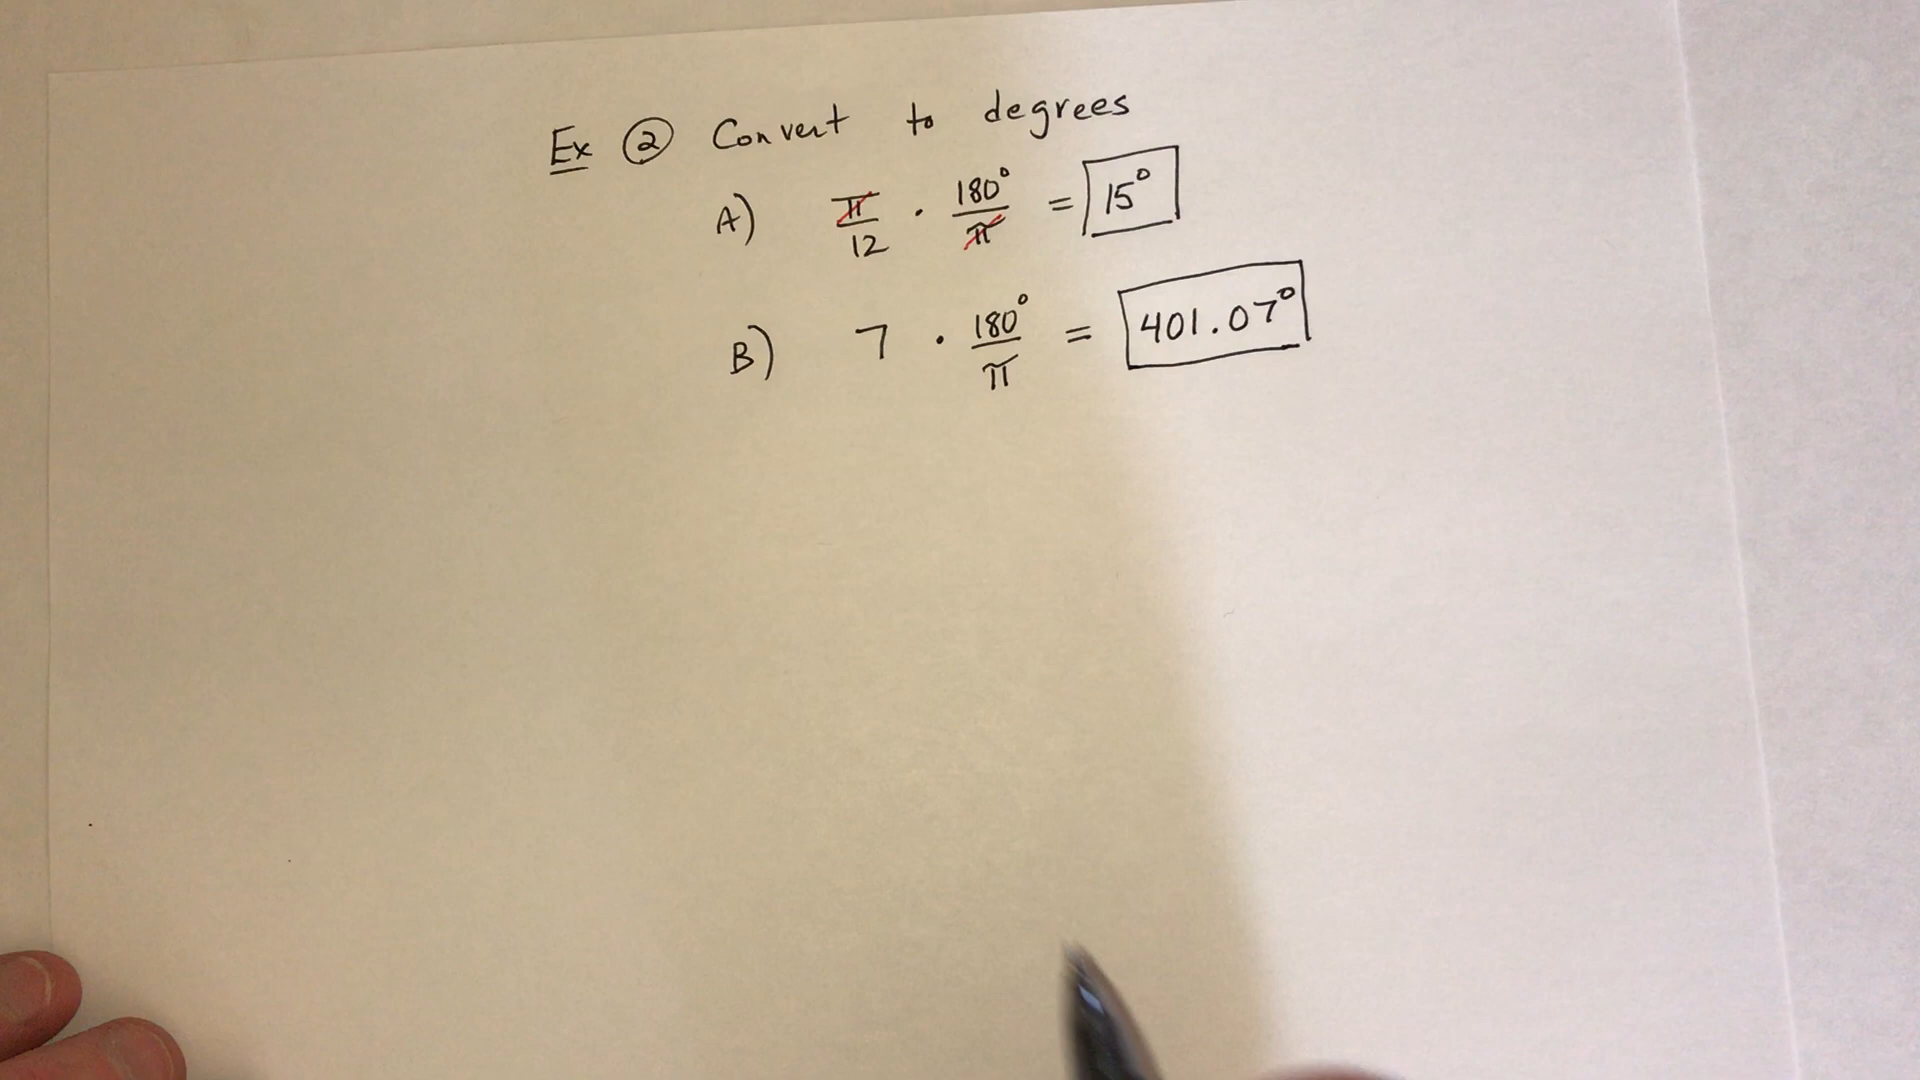 Ex ② Convert to degrees
A) π/12 · 180°/π = 15°
B) 7 · 180°/π = 401.07°